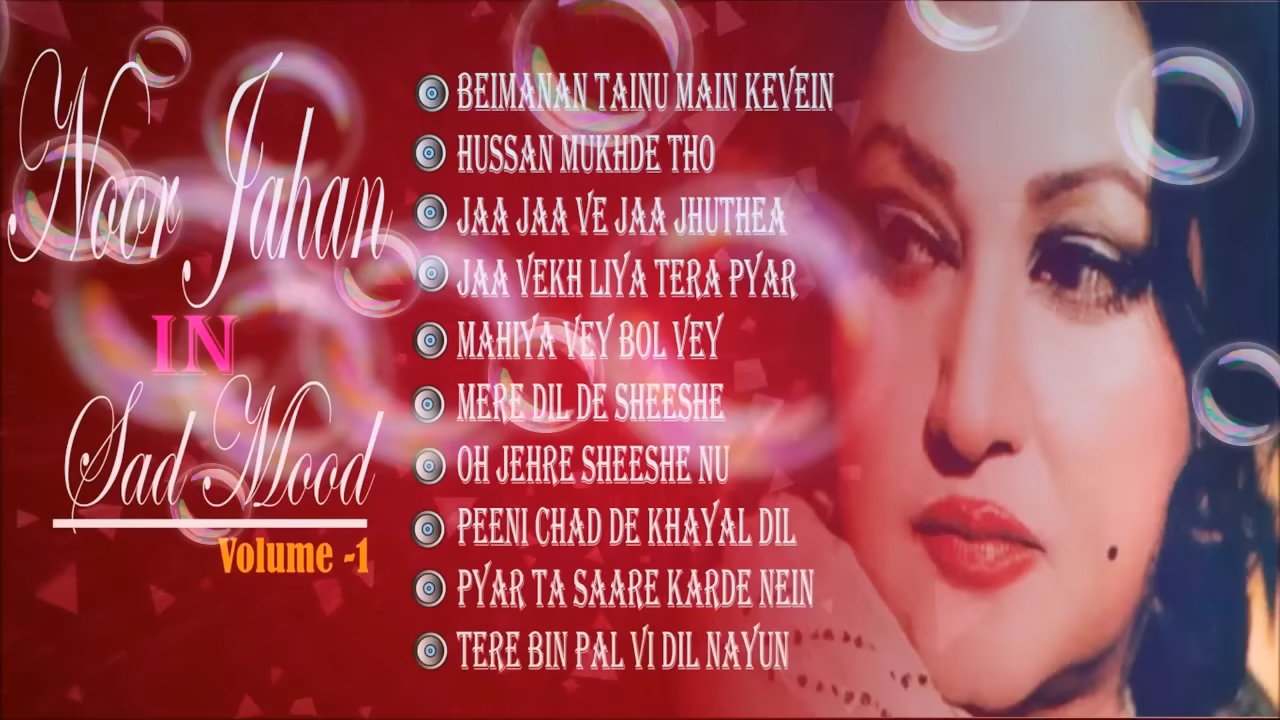 Noor Jahan
IN
Sad Mood
Volume -1
BEIMANAN TAINU MAIN KEVEIN
HUSSAN MUKHDE THO
JAA JAA VE JAA JHUTHEA
JAA VEKH LIYA TERA PYAR
MAHIYA VEY BOL VEY
MERE DIL DE SHEESHE
OH JEHRE SHEESHE NU
PEENI CHAD DE KHAYAL DIL
PYAR TA SAARE KARDE NEIN
TERE BIN PAL VI DIL NAYUN